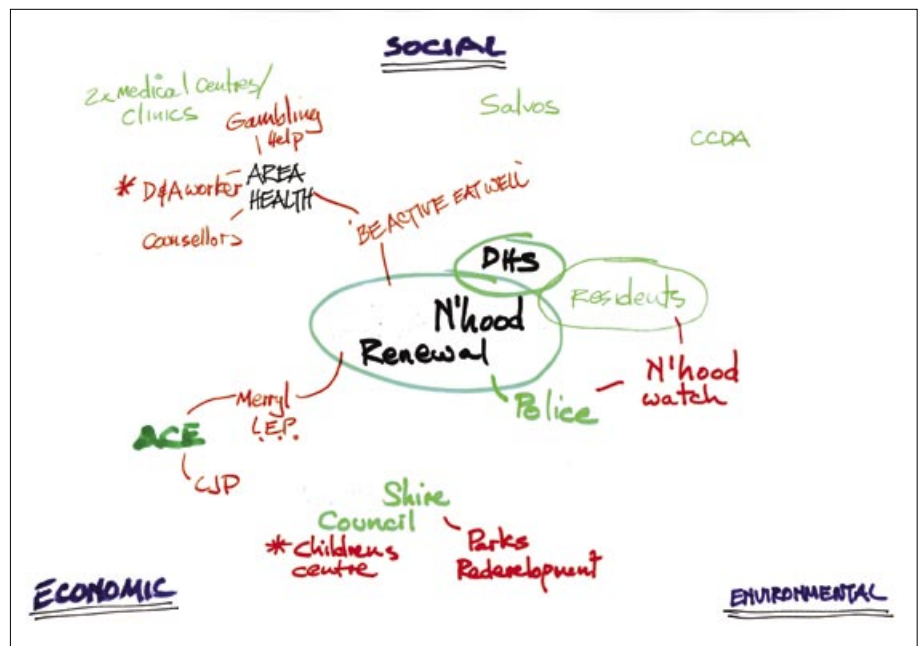 SOCIAL
2x Medical Centres/
Clinics
Gambling
Help
* D&A worker
AREA
HEALTH
Counsellors
'BE ACTIVE EAT WELL'
Salvos
CCDA
DHS
Residents
N'hood
Renewal
N'hood
watch
Police
Merryl
L.E.P.
ACE
CJP
Shire
Council
* Childrens
centre
Parks
Redevelopment
ECONOMIC
ENVIRONMENTAL